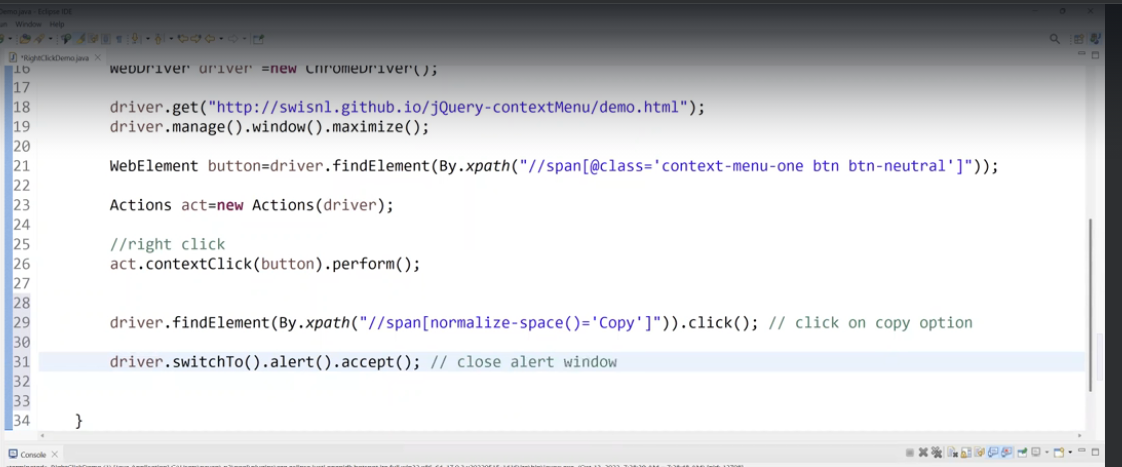 Demo.java - Eclipse IDE
Window Help
*RightClickDemo.java
16 WebDriver driver =new ChromeDriver();
17
18 driver.get("http://swisnl.github.io/jQuery-contextMenu/demo.html");
19 driver.manage().window().maximize();
20
21 WebElement button=driver.findElement(By.xpath("//span[@class='context-menu-one btn btn-neutral']"));
22
23 Actions act=new Actions(driver);
24
25 //right click
26 act.contextClick(button).perform();
27
28
29 driver.findElement(By.xpath("//span[normalize-space()='Copy']")).click(); // click on copy option
30
31 driver.switchTo().alert().accept(); // close alert window
32
33
34 }
Console